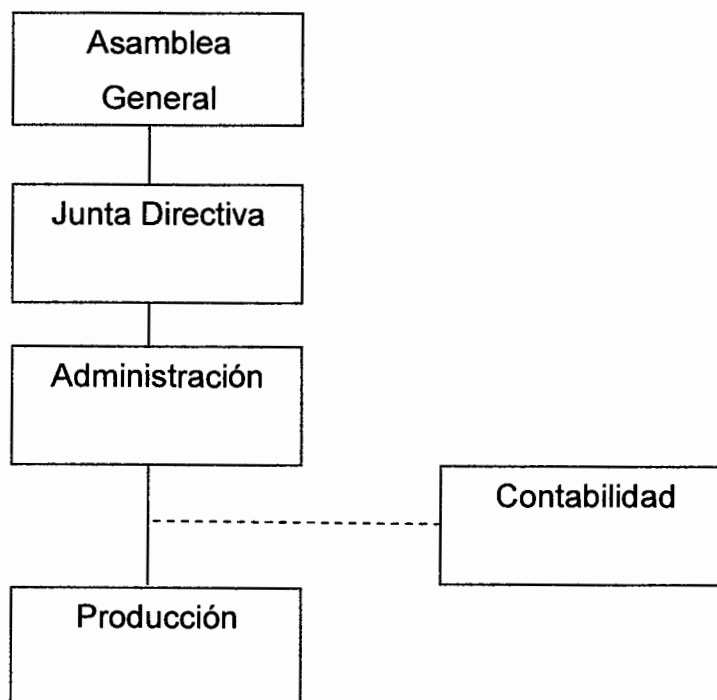 Asamblea
General
Junta Directiva
Administración
Contabilidad
Producción